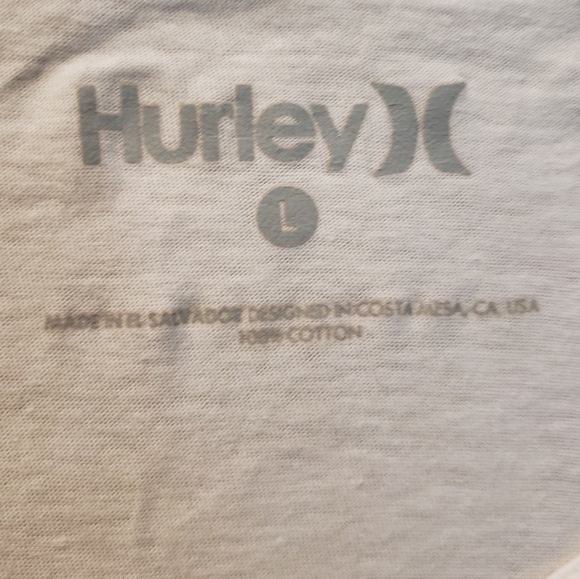 Hurley
L
MADE IN EL SALVADOR DESIGNED IN COSTA MESA, CA, USA
100% COTTON